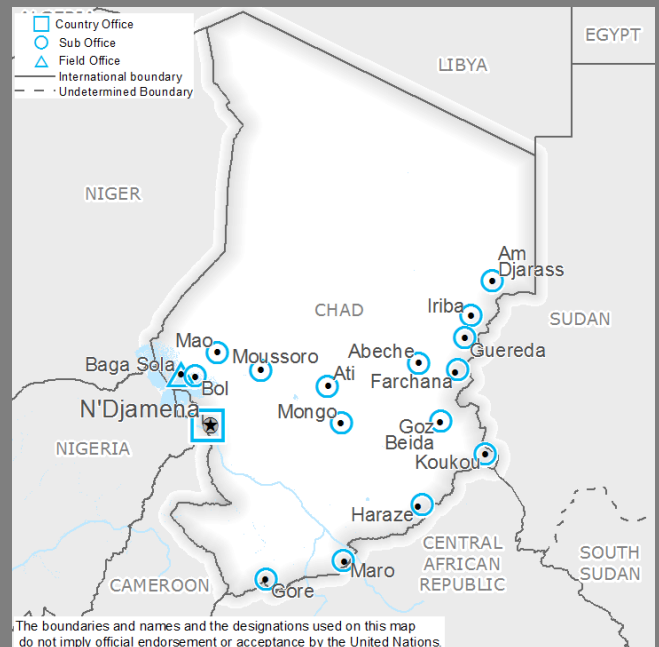 Country Office
Sub Office
Field Office
International boundary
Undetermined Boundary
EGYPT
LIBYA
NIGER
Am
Djarass
CHAD
Iriba
SUDAN
Mao
Guereda
Moussoro
Abeche
Baga Sola
Ati
Farchana
Bol
N'Djamena
Mongo
Goz
Beida
NIGERIA
Koukou
Haraze
CENTRAL
AFRICAN
REPUBLIC
SOUTH
SUDAN
Maro
CAMEROON
Gore
The boundaries and names and the designations used on this map
do not imply official endorsement or acceptance by the United Nations.